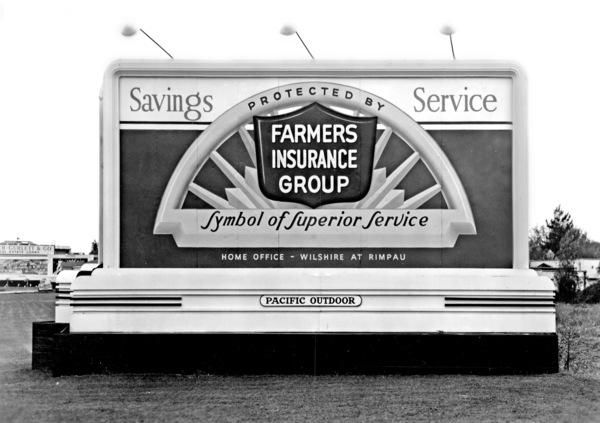 Savings
PROTECTED BY
Service
FARMERS
INSURANCE
GROUP
Symbol of Superior Service
HOME OFFICE - WILSHIRE AT RIMPAU
PACIFIC OUTDOOR